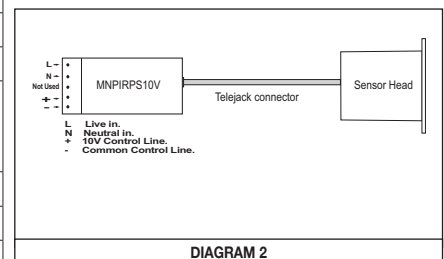 L
N
Not Used
+
-
MNPIRPS10V
Telejack connector
Sensor Head
L Live in.
N Neutral in.
+ 10V Control Line.
- Common Control Line.
DIAGRAM 2